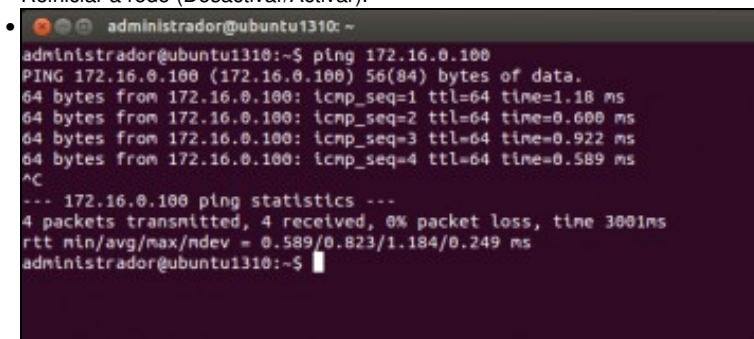 Reiniciar a rede (Desactivar/Activar).
administrador@ubuntu1310: ~
administrador@ubuntu1310:~$ ping 172.16.0.100
PING 172.16.0.100 (172.16.0.100) 56(84) bytes of data.
64 bytes from 172.16.0.100: icmp_seq=1 ttl=64 time=1.18 ms
64 bytes from 172.16.0.100: icmp_seq=2 ttl=64 time=0.600 ms
64 bytes from 172.16.0.100: icmp_seq=3 ttl=64 time=0.922 ms
64 bytes from 172.16.0.100: icmp_seq=4 ttl=64 time=0.589 ms
^C
--- 172.16.0.100 ping statistics ---
4 packets transmitted, 4 received, 0% packet loss, time 3001ms
rtt min/avg/max/mdev = 0.589/0.823/1.184/0.249 ms
administrador@ubuntu1310:~$